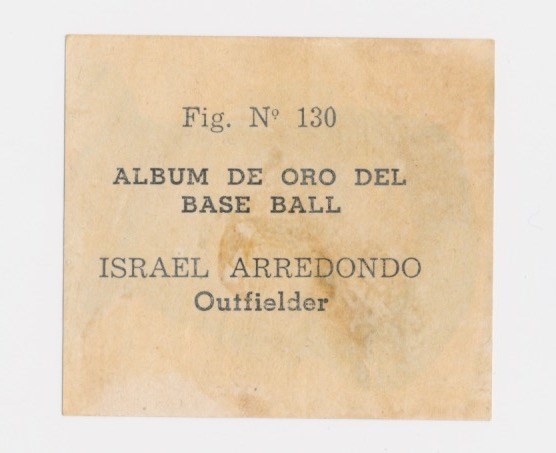 Fig. Nº 130
ALBUM DE ORO DEL
BASE BALL
ISRAEL ARREDONDO
Outfielder